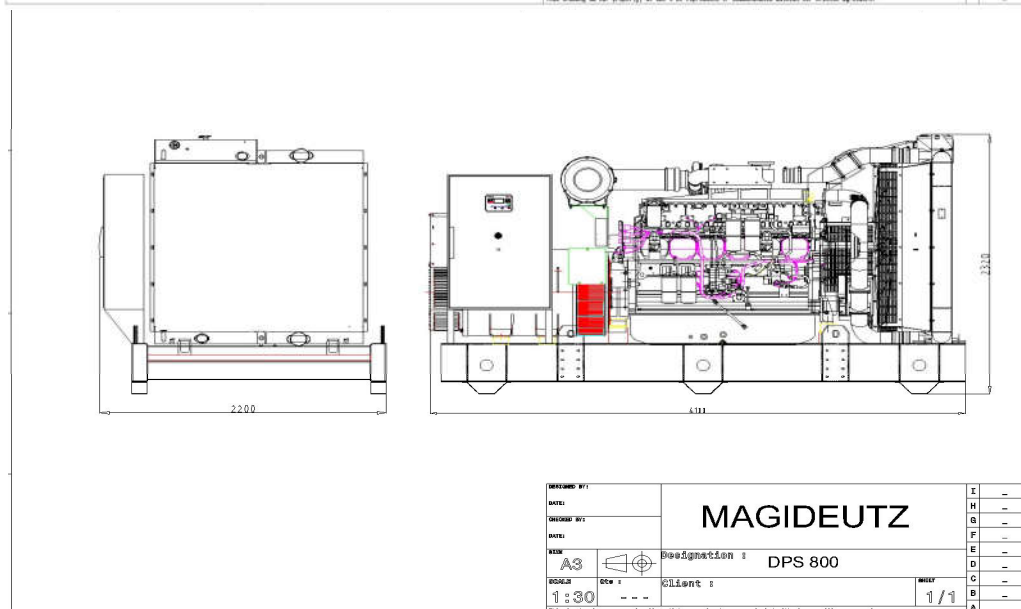 2320
2200
DESIGNED BY:
DATE:
CHECKED BY:
DATE:
MAGIDEUTZ
SIZE
A3
Designation :
DPS 800
SCALE
1:30
Qte :
---
Client :
SHEET
1/1
I _
H _
G _
F _
E _
D _
C _
B _
A